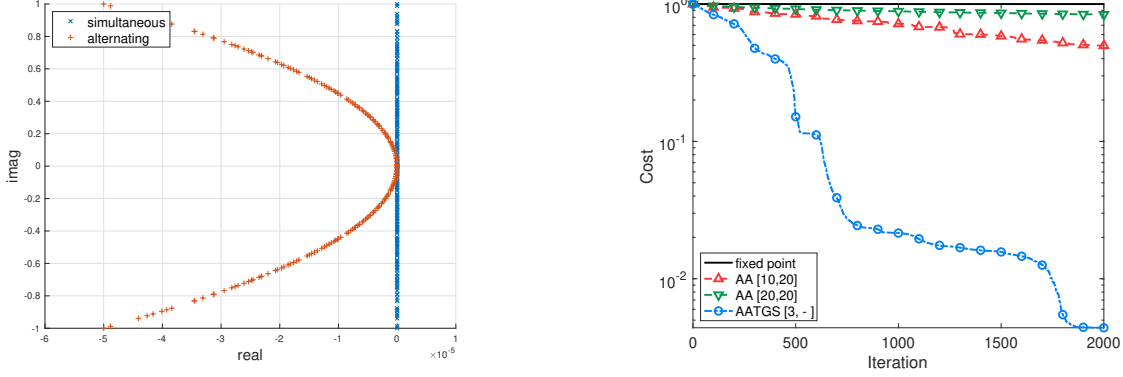 simultaneous
alternating
1
0.8
0.6
0.4
0.2
0
-0.2
-0.4
-0.6
-0.8
-1
imag
-6
-5
-4
-3
-2
-1
0
1
×10⁻⁵
real
10⁰
10⁻¹
10⁻²
Cost
fixed point
AA [10,20]
AA [20,20]
AATGS [3, - ]
0
500
1000
1500
2000
Iteration